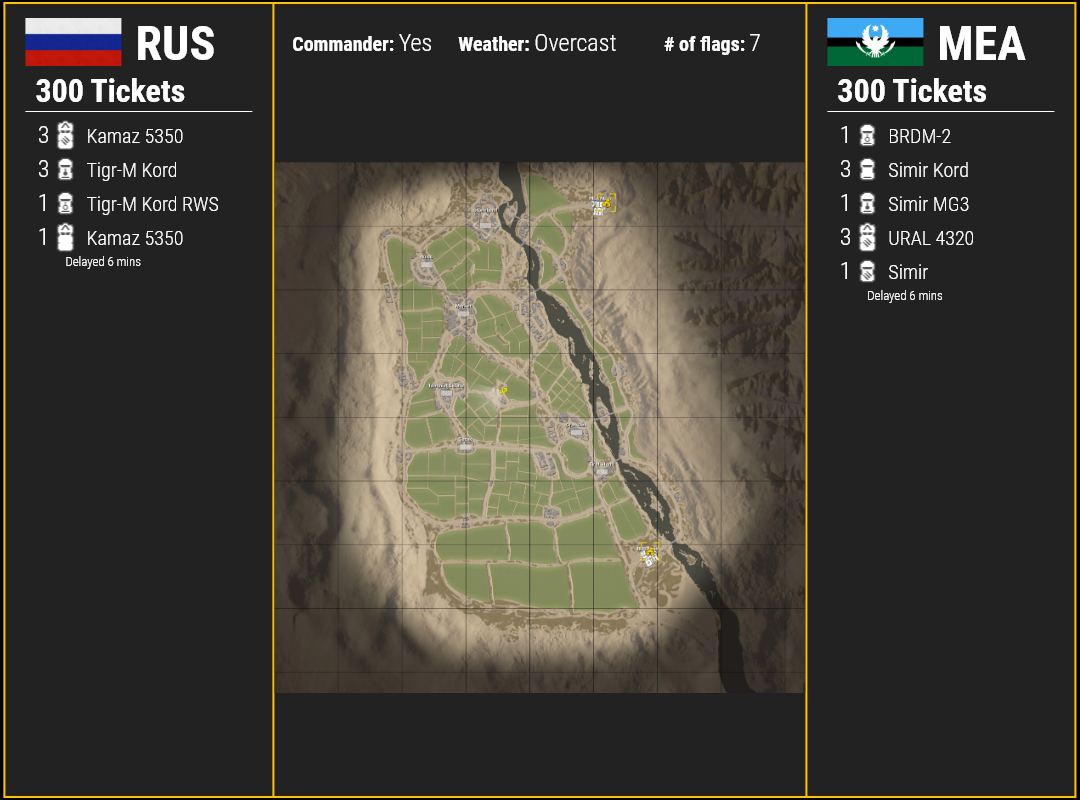 RUS
300 Tickets
3 Kamaz 5350
3 Tigr-M Kord
1 Tigr-M Kord RWS
1 Kamaz 5350
Delayed 6 mins
Commander: Yes Weather: Overcast # of flags: 7
MEA
300 Tickets
1 BRDM-2
3 Simir Kord
1 Simir MG3
3 URAL 4320
1 Simir
Delayed 6 mins